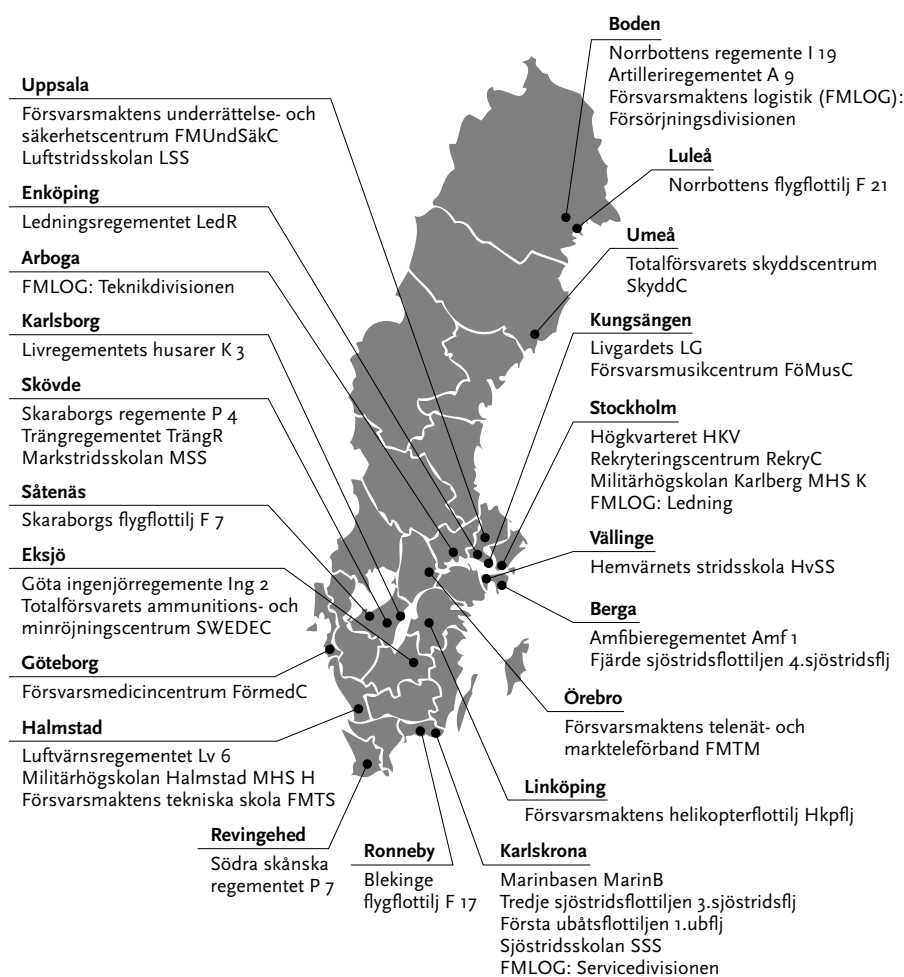 Boden
Norrbottens regemente I 19
Artilleriregementet A 9
Försvarsmaktens logistik (FMLOG):
Försörjningsdivisionen
Uppsala
Försvarsmaktens underrättelse- och
säkerhetscentrum FMUndSäkC
Luftstridsskolan LSS
Luleå
Norrbottens flygflottilj F 21
Enköping
Ledningsregementet LedR
Umeå
Totalförsvarets skyddscentrum
SkyddC
Arboga
FMLOG: Teknikdivisionen
Karlsborg
Livregementets husarer K 3
Kungsängen
Livgardets LG
Försvarsmusikcentrum FöMusC
Skövde
Skaraborgs regemente P 4
Trängregementet TrängR
Markstridsskolan MSS
Stockholm
Högkvarteret HKV
Rekryteringscentrum RekryC
Militärhögskolan Karlberg MHS K
FMLOG: Ledning
Såtenäs
Skaraborgs flygflottilj F 7
Vällinge
Hemvärnets stridsskola HvSS
Eksjö
Göta ingenjörregemente Ing 2
Totalförsvarets ammunitions- och
minröjningscentrum SWEDEC
Berga
Amfibieregementet Amf 1
Fjärde sjöstridsflottiljen 4.sjöstridsflj
Göteborg
Försvarsmedicincentrum FörmedC
Örebro
Försvarsmaktens telenät- och
markteleförband FMTM
Halmstad
Luftvärnsregementet Lv 6
Militärhögskolan Halmstad MHS H
Försvarsmaktens tekniska skola FMTS
Linköping
Försvarsmaktens helikopterflottilj Hkpflj
Revingehed
Södra skånska
regementet P 7
Ronneby
Blekinge
flygflottilj F 17
Karlskrona
Marinbasen MarinB
Tredje sjöstridsflottiljen 3.sjöstridsflj
Första ubåtsflottiljen 1.ubflj
Sjöstridsskolan SSS
FMLOG: Servicedivisionen